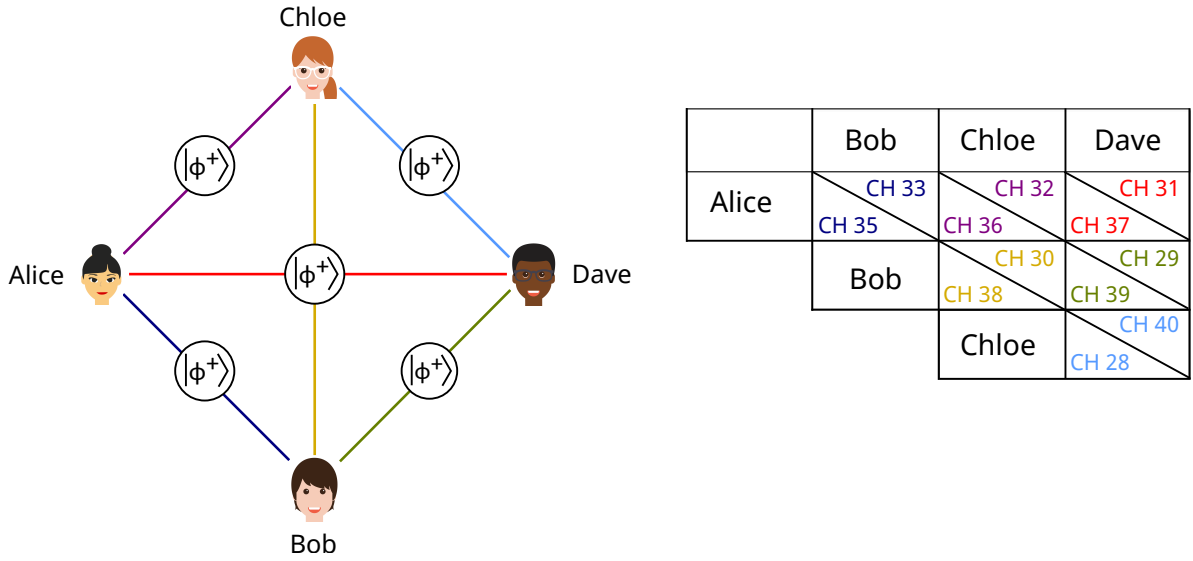 Chloe
|ϕ⁺⟩ |ϕ⁺⟩
Alice |ϕ⁺⟩ Dave
|ϕ⁺⟩ |ϕ⁺⟩
Bob
Bob Chloe Dave
Alice CH 33 CH 35 CH 32 CH 36 CH 31 CH 37
Bob CH 30 CH 38 CH 29 CH 39
Chloe CH 40 CH 28